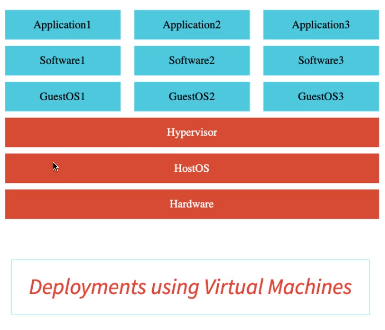 Application1 Application2 Application3
Software1 Software2 Software3
GuestOS1 GuestOS2 GuestOS3
Hypervisor
HostOS
Hardware
Deployments using Virtual Machines